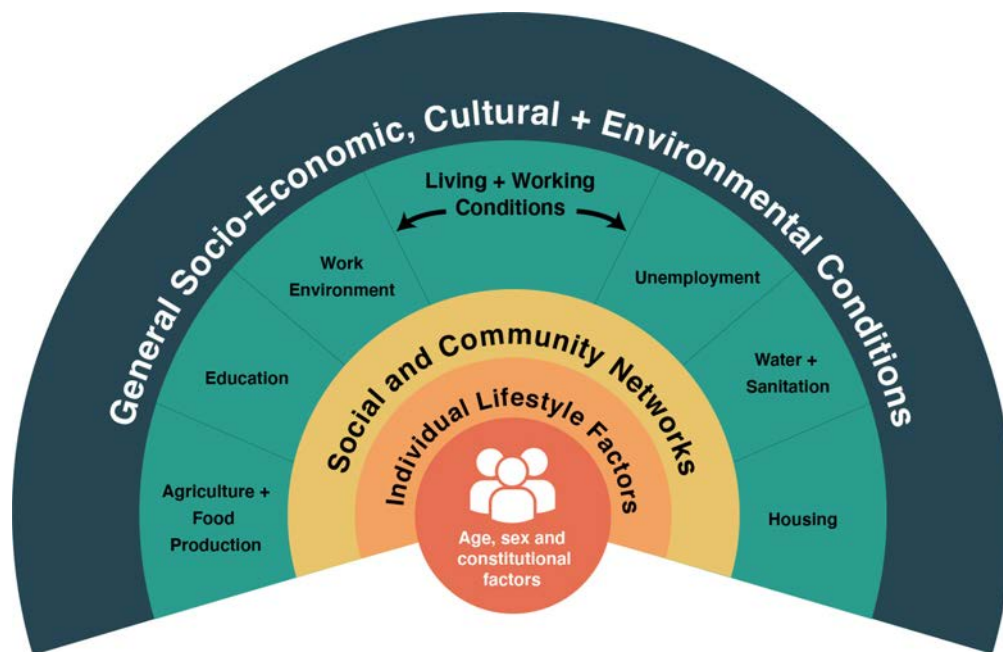 General Socio-Economic, Cultural + Environmental Conditions
Living + Working
Conditions
Work
Environment
Unemployment
Education
Water +
Sanitation
Agriculture +
Food
Production
Housing
Social and Community Networks
Individual Lifestyle Factors
Age, sex and
constitutional
factors